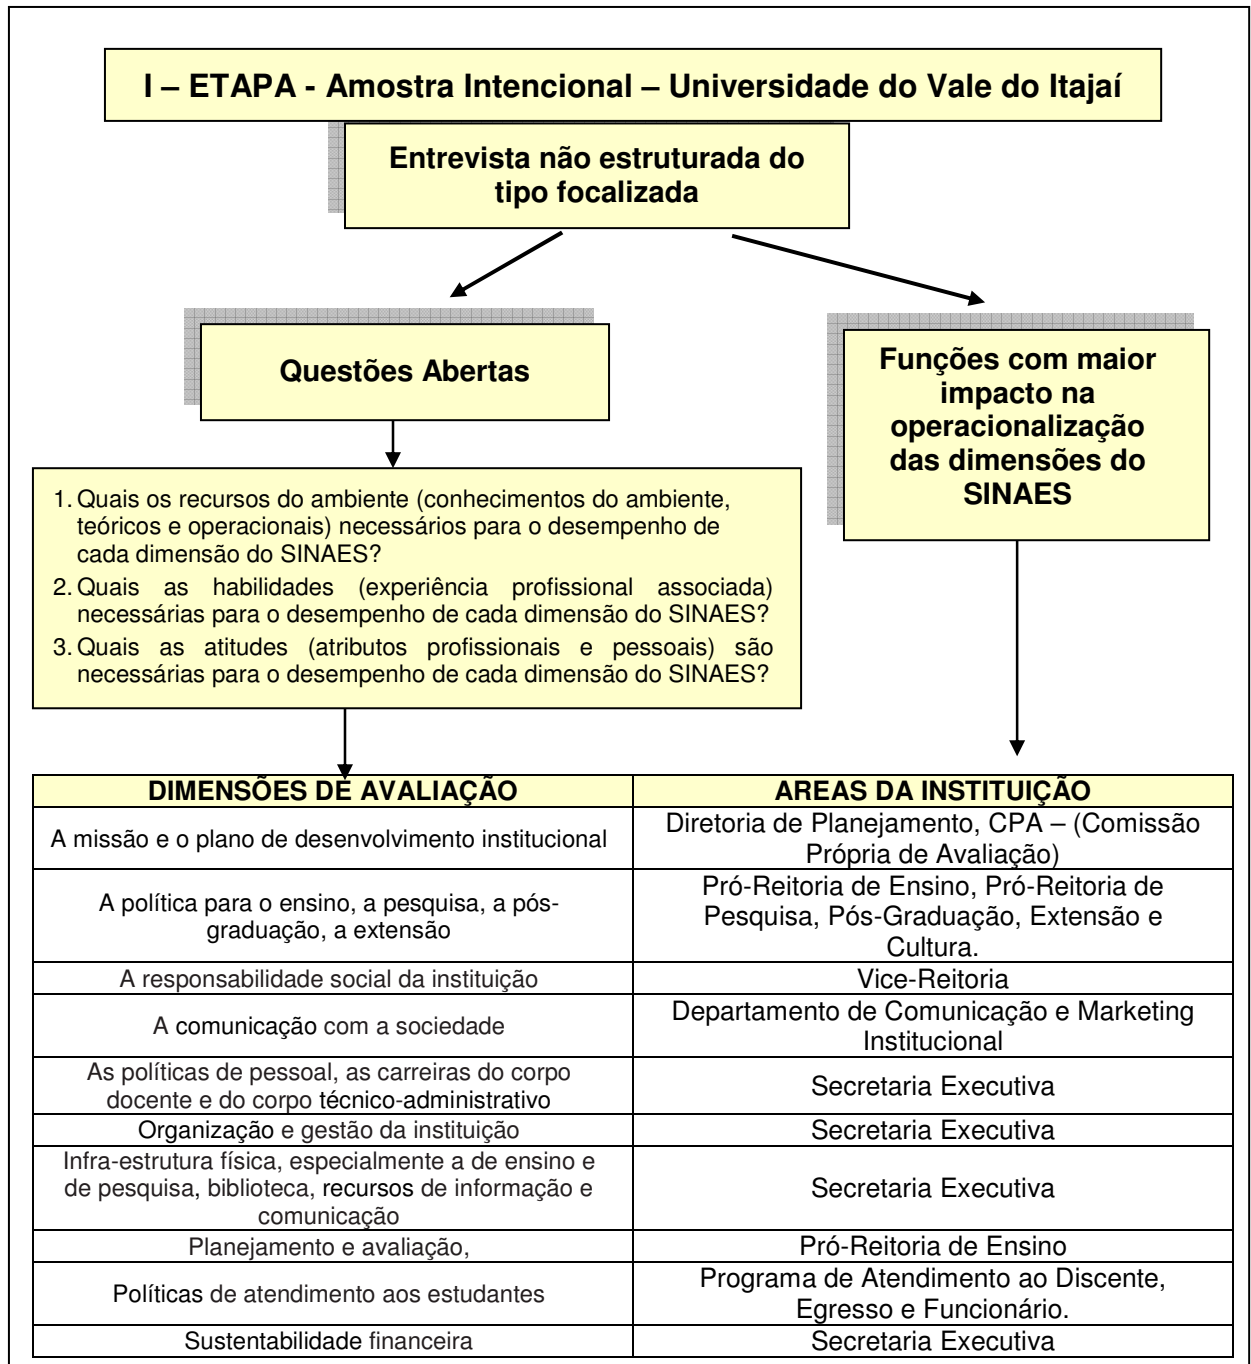 I – ETAPA - Amostra Intencional – Universidade do Vale do Itajaí
Entrevista não estruturada do
tipo focalizada
Questões Abertas
Funções com maior
impacto na
operacionalização
das dimensões do
SINAES
1. Quais os recursos do ambiente (conhecimentos do ambiente,
teóricos e operacionais) necessários para o desempenho de
cada dimensão do SINAES?
2. Quais as habilidades (experiência profissional associada)
necessárias para o desempenho de cada dimensão do SINAES?
3. Quais as atitudes (atributos profissionais e pessoais) são
necessárias para o desempenho de cada dimensão do SINAES?
DIMENSÕES DE AVALIAÇÃO
AREAS DA INSTITUIÇÃO
A missão e o plano de desenvolvimento institucional
Diretoria de Planejamento, CPA – (Comissão
Própria de Avaliação)
A política para o ensino, a pesquisa, a pós-
graduação, a extensão
Pró-Reitoria de Ensino, Pró-Reitoria de
Pesquisa, Pós-Graduação, Extensão e
Cultura.
A responsabilidade social da instituição
Vice-Reitoria
A comunicação com a sociedade
Departamento de Comunicação e Marketing
Institucional
As políticas de pessoal, as carreiras do corpo
docente e do corpo técnico-administrativo
Secretaria Executiva
Organização e gestão da instituição
Secretaria Executiva
Infra-estrutura física, especialmente a de ensino e
de pesquisa, biblioteca, recursos de informação e
comunicação
Secretaria Executiva
Planejamento e avaliação,
Pró-Reitoria de Ensino
Políticas de atendimento aos estudantes
Programa de Atendimento ao Discente,
Egresso e Funcionário.
Sustentabilidade financeira
Secretaria Executiva